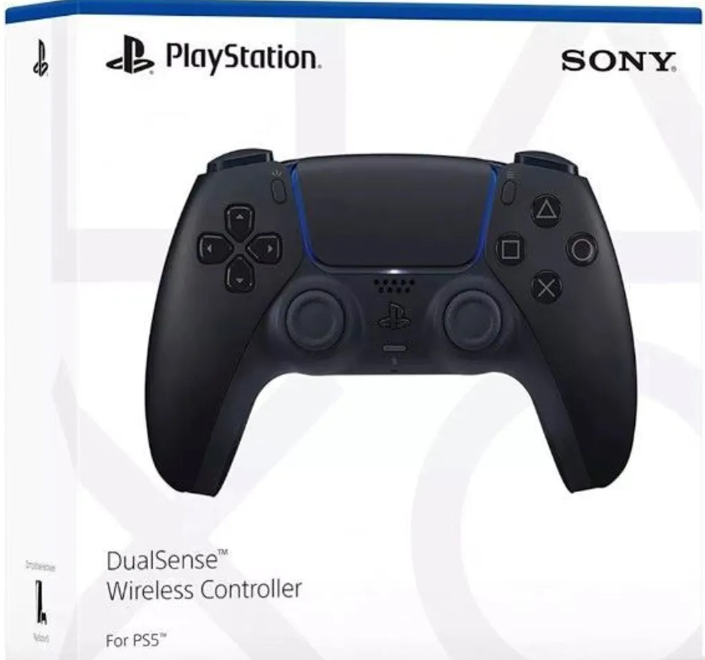 PlayStation
SONY
DualSense™
Wireless Controller
For PS5™